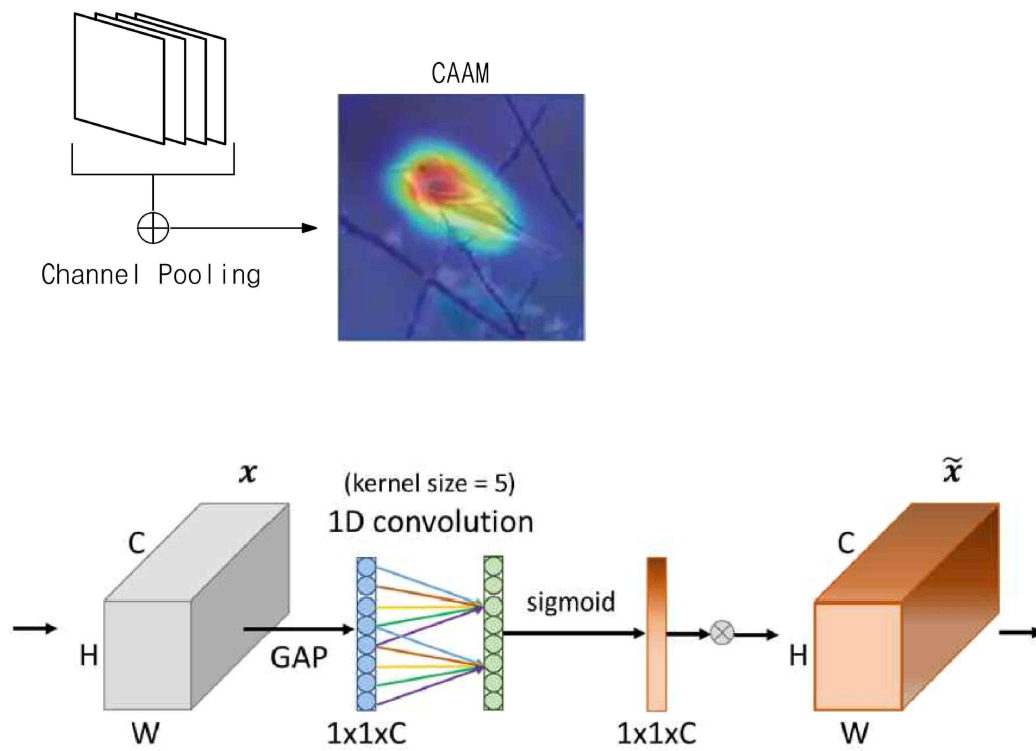 CAAM
Channel Pooling
x
(kernel size = 5)
1D convolution
C
H
W
GAP
1x1xC
sigmoid
1x1xC
x̃
C
H
W